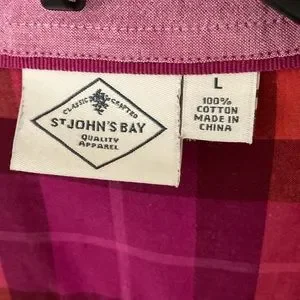 CLASSIC CRAFTED
ST JOHN'S BAY
QUALITY
APPAREL
L
100%
COTTON
MADE IN
CHINA